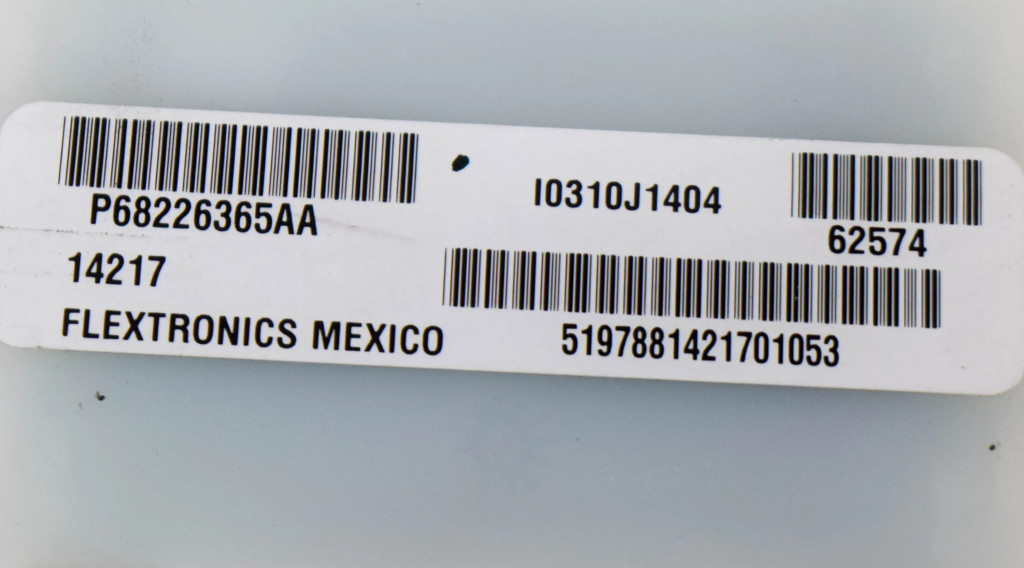 P68226365AA
I0310J1404
62574
14217
5197881421701053
FLEXTRONICS MEXICO